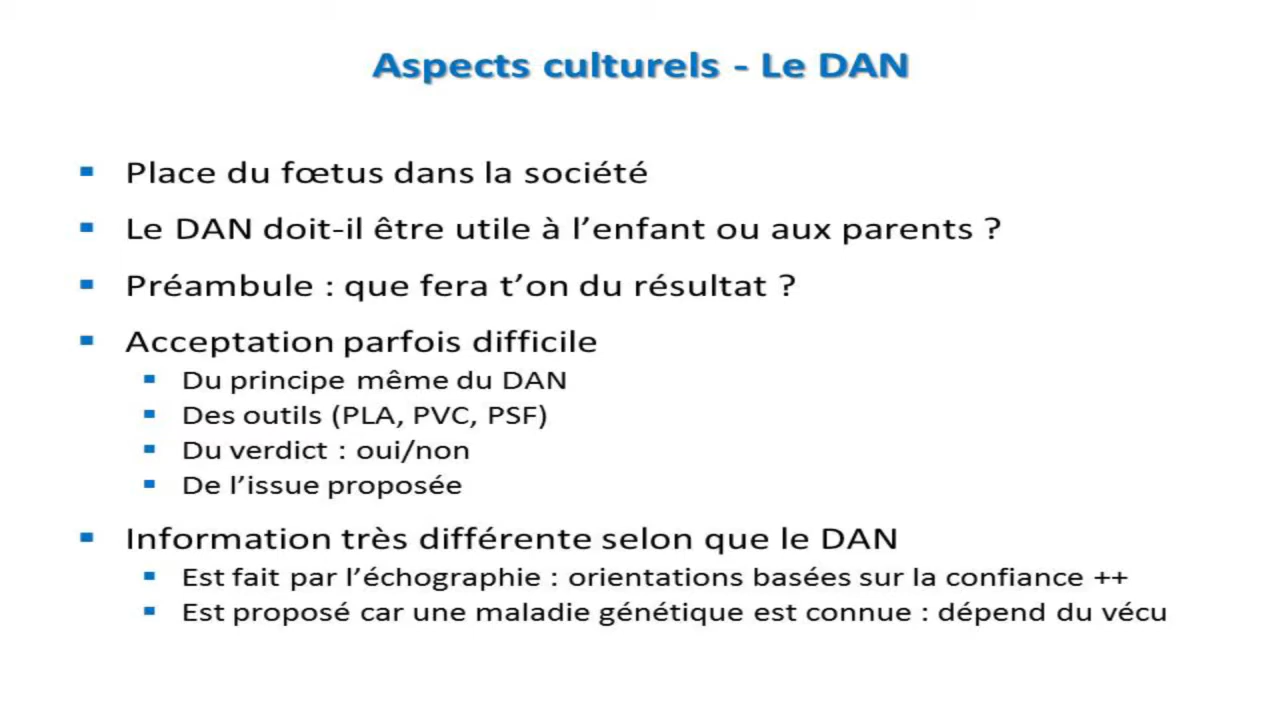 Aspects culturels - Le DAN
▪ Place du fœtus dans la société
▪ Le DAN doit-il être utile à l’enfant ou aux parents ?
▪ Préambule : que fera t’on du résultat ?
▪ Acceptation parfois difficile
▪ Du principe même du DAN
▪ Des outils (PLA, PVC, PSF)
▪ Du verdict : oui/non
▪ De l’issue proposée
▪ Information très différente selon que le DAN
▪ Est fait par l’échographie : orientations basées sur la confiance ++
▪ Est proposé car une maladie génétique est connue : dépend du vécu